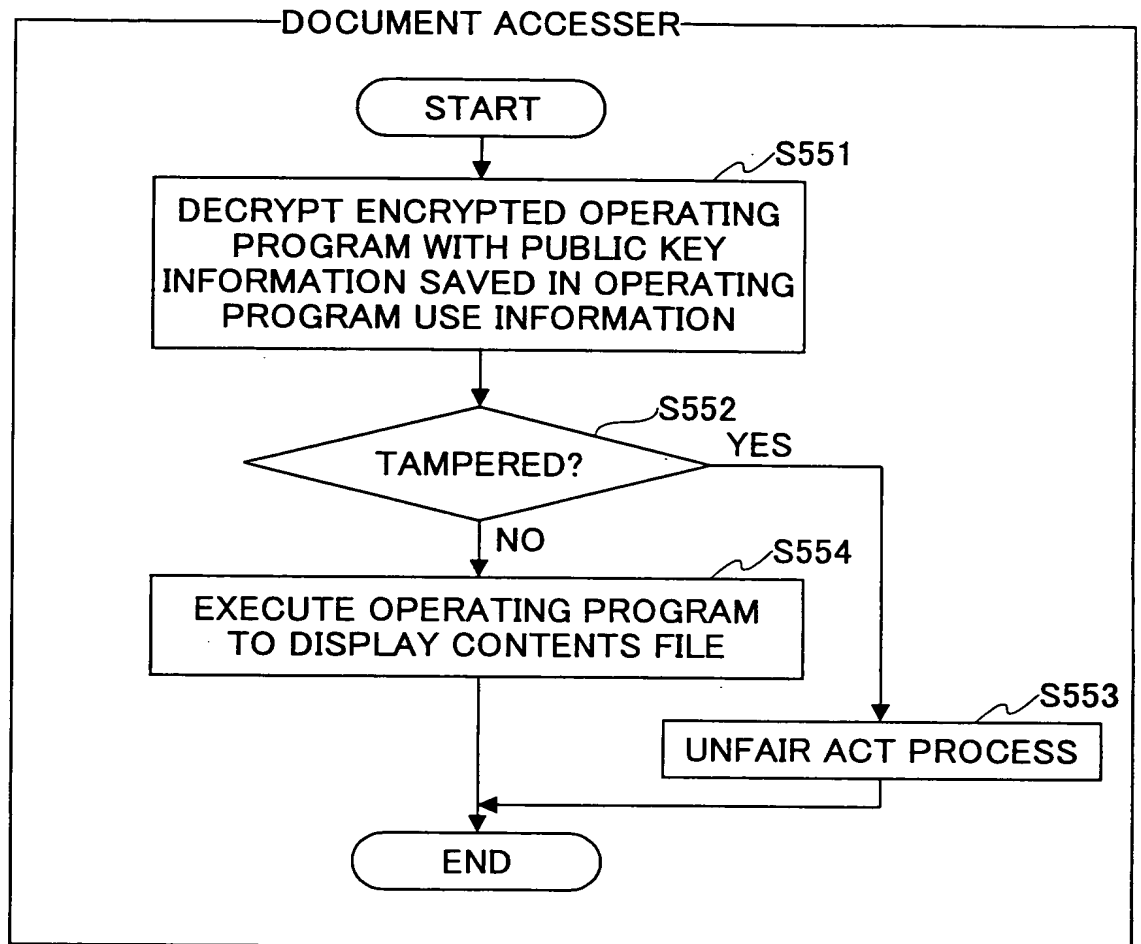 DOCUMENT ACCESSER
START
S551
DECRYPT ENCRYPTED OPERATING
PROGRAM WITH PUBLIC KEY
INFORMATION SAVED IN OPERATING
PROGRAM USE INFORMATION
S552
TAMPERED?
YES
NO
S554
EXECUTE OPERATING PROGRAM
TO DISPLAY CONTENTS FILE
S553
UNFAIR ACT PROCESS
END